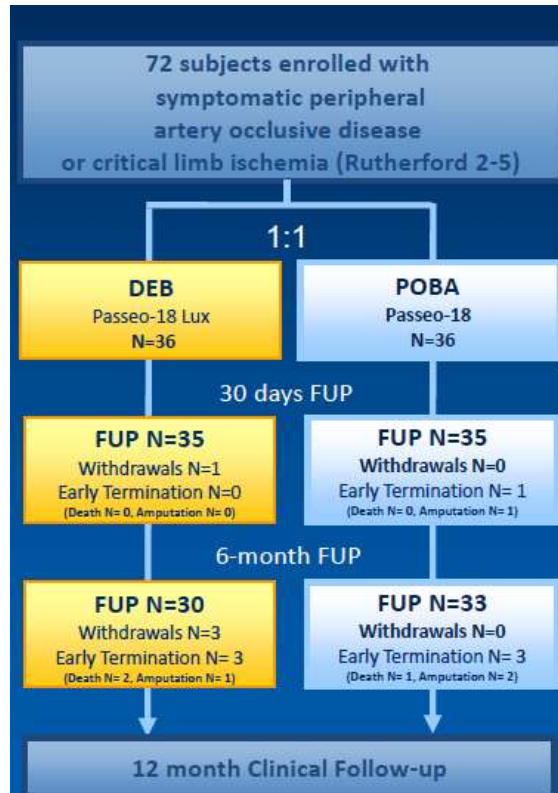 72 subjects enrolled with
symptomatic peripheral
artery occlusive disease
or critical limb ischemia (Rutherford 2-5)
1:1
DEB
Passeo-18 Lux
N=36
POBA
Passeo-18
N=36
30 days FUP
FUP N=35
Withdrawals N=1
Early Termination N=0
(Death N= 0, Amputation N= 0)
FUP N=35
Withdrawals N=0
Early Termination N= 1
(Death N= 0, Amputation N= 1)
6-month FUP
FUP N=30
Withdrawals N=3
Early Termination N= 3
(Death N= 2, Amputation N= 1)
FUP N=33
Withdrawals N=0
Early Termination N= 3
(Death N= 1, Amputation N= 2)
12 month Clinical Follow-up